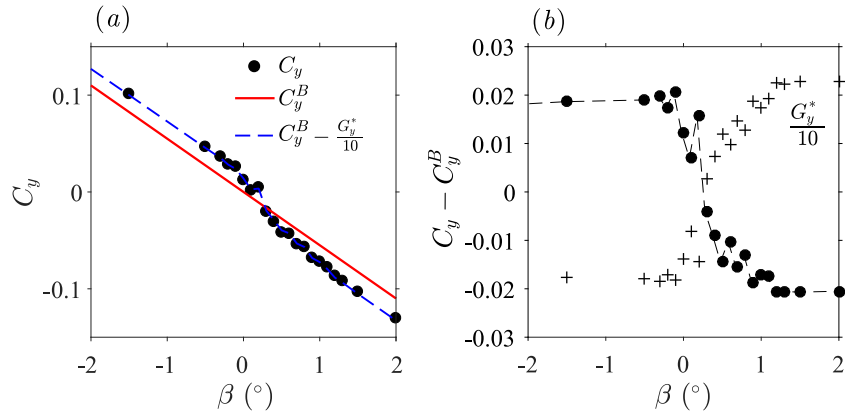 (a)
C_y
0.1
0
-0.1
-2
-1
0
1
2
β (°)
C_y
C_y^B
C_y^B − G_y^*/10
(b)
C_y − C_y^B
0.03
0.02
0.01
0
-0.01
-0.02
-0.03
-2
-1
0
1
2
β (°)
G_y^*/10